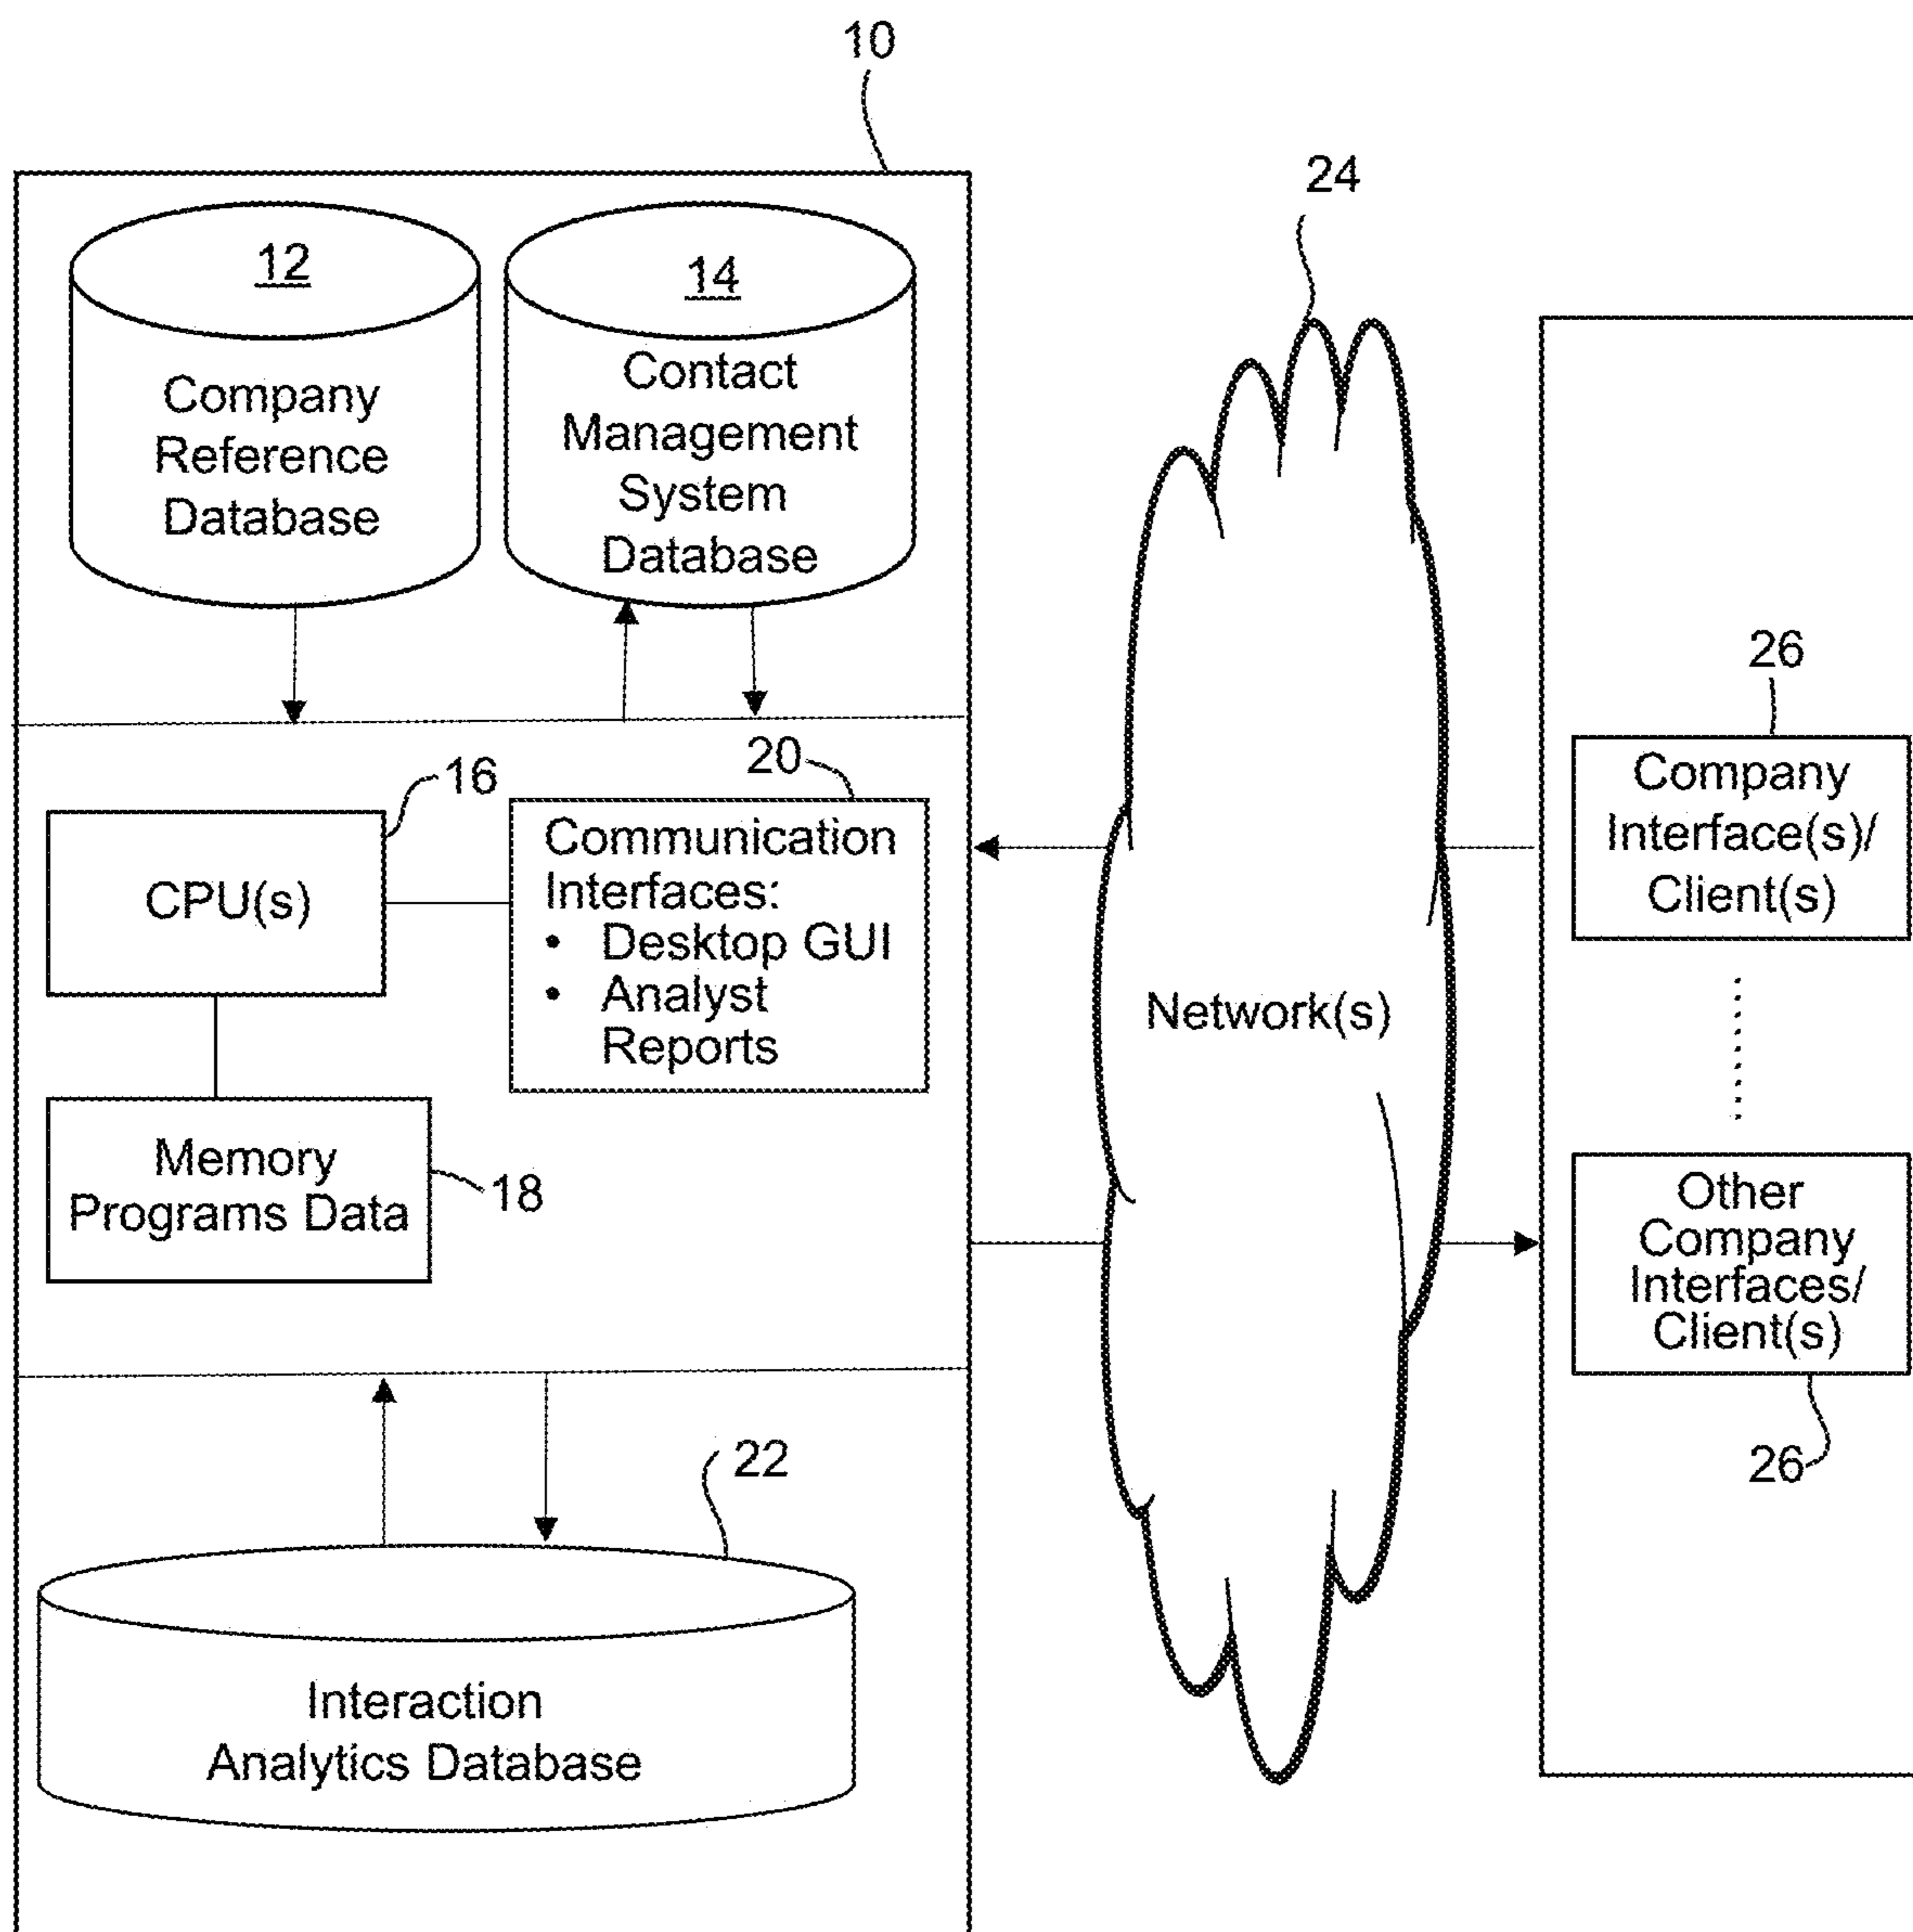 10
24
12
14
Company
Reference
Database
Contact
Management
System
Database
16
20
CPU(s)
Communication
Interfaces:
• Desktop GUI
• Analyst
Reports
Memory
Programs Data
18
22
Interaction
Analytics Database
Network(s)
26
Company
Interface(s)/
Client(s)
Other
Company
Interfaces/
Client(s)
26